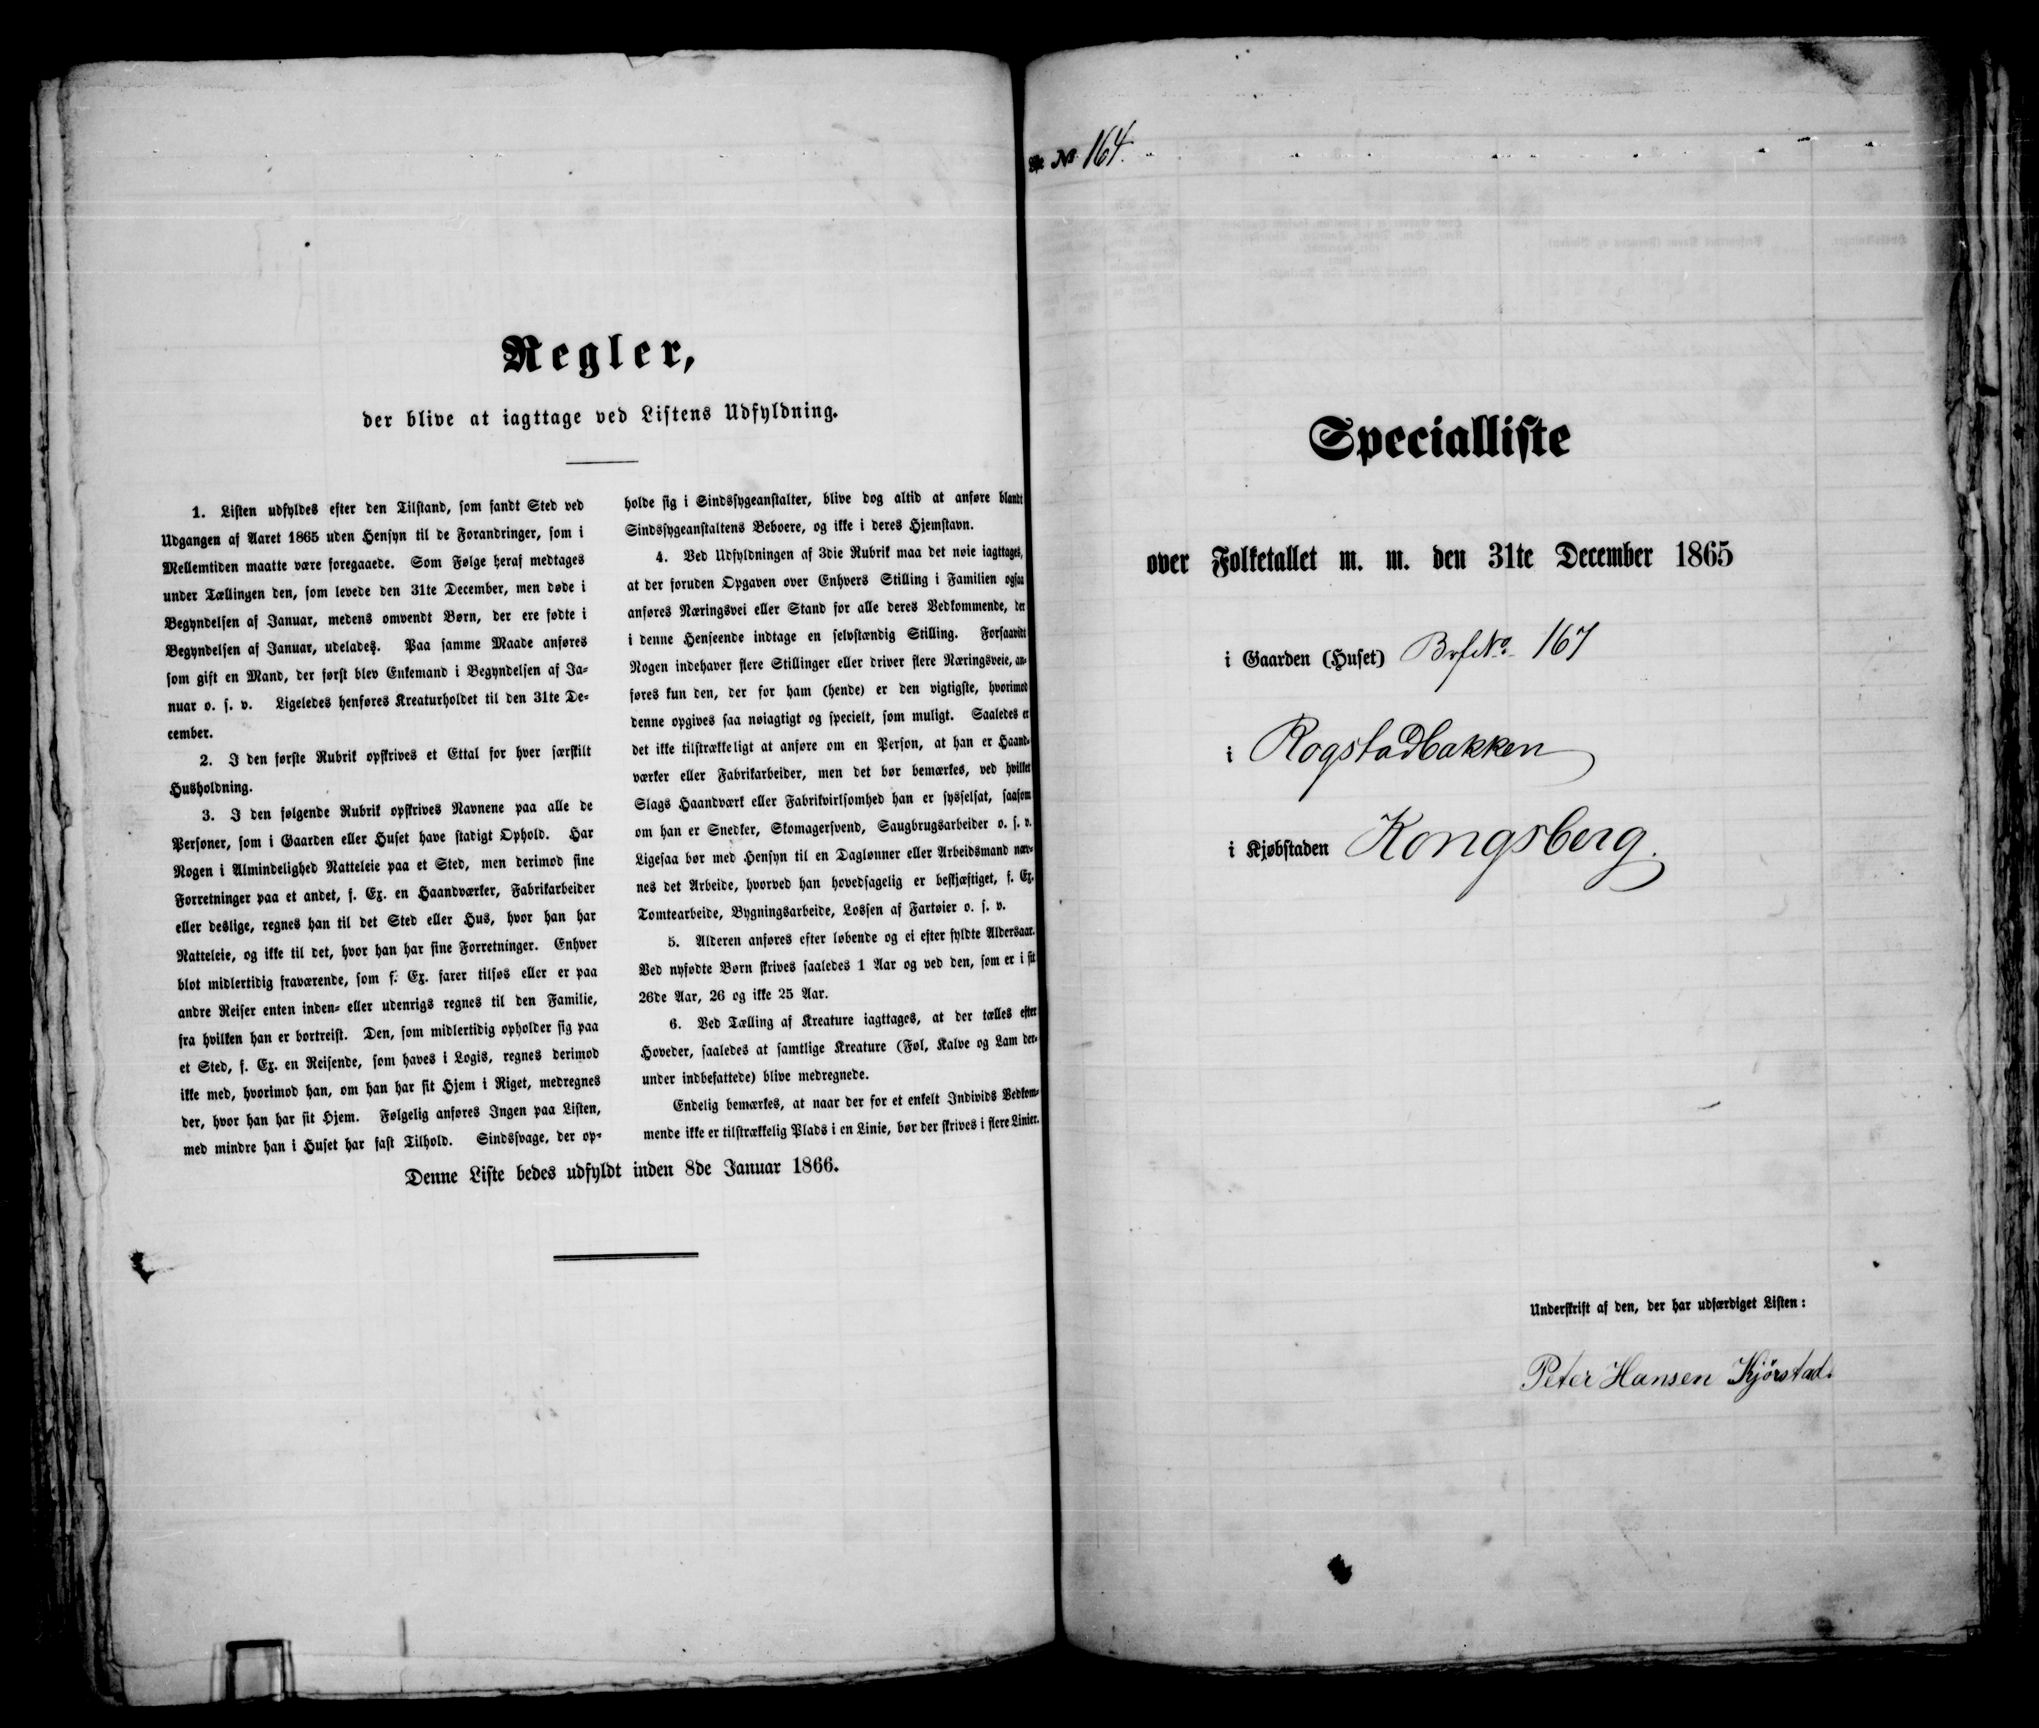 Regler,
der blive at iagttage ved Listens Udfyldning.
1. Listen udfyldes efter den Tilstand, som fandt Sted ved
Udgangen af Aaret 1865 uden Hensyn til de Forandringer, som i
Mellemtiden maatte være foregaaede. Som Følge heraf medtages
under Tællingen den, som levede den 31te December, men døde i
Begyndelsen af Januar, medens omvendt Børn, der ere fødte i
Begyndelsen af Januar, udelades. Paa samme Maade anføres
som gift en Mand, der først blev Enkemand i Begyndelsen af Ja-
nuar o. s. v. Ligeledes henføres Kreaturholdet til den 31te De-
cember.
2. I den første Rubrik opskrives et Ettal for hver særskilt
Husholdning.
3. I den følgende Rubrik opskrives Navnene paa alle de
Personer, som i Gaarden eller Huset have stadigt Ophold. Har
Nogen i Almindelighed Natteleie paa et Sted, men derimod sine
Forretninger paa et andet, f. Ex. en Haandværker, Fabrikarbeider
eller deslige, regnes han til det Sted eller Hus, hvor han har
Natteleie, og ikke til det, hvor han har sine Forretninger. Enhver
blot midlertidig fraværende, som f. Ex. farer tilsøs eller er paa
andre Reiser enten inden- eller udenrigs regnes til den Familie,
fra hvilken han er bortreist. Den, som midlertidig opholder sig paa
et Sted, f. Ex. en Reisende, som haves i Logis, regnes derimod
ikke med, hvorimod han, om han har sit Hjem i Riget, medregnes
der, hvor han har sit Hjem. Følgelig anføres Ingen paa Listen,
med mindre han i Huset har fast Tilhold. Sindssvage, der op-
holde sig i Sindssygeanstalter, blive dog altid at anføre blandt
Sindssygeanstaltens Beboere, og ikke i deres Hjemstavn.
4. Ved Udfyldningen af 3die Rubrik maa det nøie iagttages,
at der foruden Opgaven over Enhvers Stilling i Familien ogsaa
anføres Næringsvei eller Stand for alle deres Vedkommende, der
i denne Henseende indtage en selvstændig Stilling. Forsaavidt
Nogen indehaver flere Stillinger eller driver flere Næringsveie, an-
føres kun den, der for ham (hende) er den vigtigste, hvorimod
denne opgives saa nøiagtigt og specielt, som muligt. Saaledes er
det ikke tilstrækkeligt at anføre om en Person, at han er Haand-
værker eller Fabrikarbeider, men det bør bemærkes, ved hvilket
Slags Haandværk eller Fabrikvirksomhed han er sysselsat, saasom
om han er Snedker, Skomagersvend, Saugbrugsarbeider o. s. v.
Ligesaa bør med Hensyn til en Daglønner eller Arbeidsmand næv-
nes det Arbeide, hvorved han hovedsagelig er beskjæftiget, f. Ex.
Tomtearbeide, Bygningsarbeide, Lossen af Fartøier o. s. v.
5. Alderen anføres efter løbende og ei efter fyldte Aldersaar.
Ved nyfødte Børn skrives saaledes 1 Aar og ved den, som er i sit
26de Aar, 26 og ikke 25 Aar.
6. Ved Tælling af Kreature iagttages, at der tælles efter
Hoveder, saaledes at samtlige Kreature (Føl, Kalve og Lam der-
under indbefattede) blive medregnede.
Endelig bemærkes, at naar der for et enkelt Individs Vedkom-
mende ikke er tilstrækkelig Plads i en Linie, bør der skrives i flere Linier.
Denne Liste bedes udfyldt inden 8de Januar 1866.
№ 164.
Specialliste
over Folketallet m. m. den 31te December 1865
i Gaarden (Huset) BrfNo. 167
i Rogstadbakken
i Kjøbstaden Kongsberg.
Underskrift af den, der har udfærdiget Listen:
Peter Hansen Kjörstad.